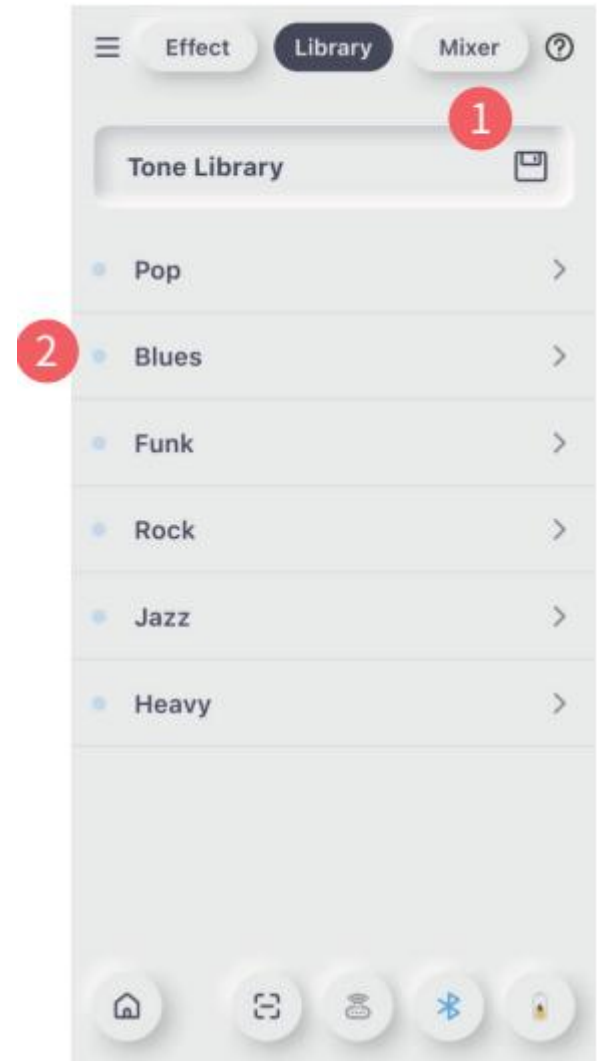 Effect Library Mixer
1
Tone Library
Pop
2 Blues
Funk
Rock
Jazz
Heavy